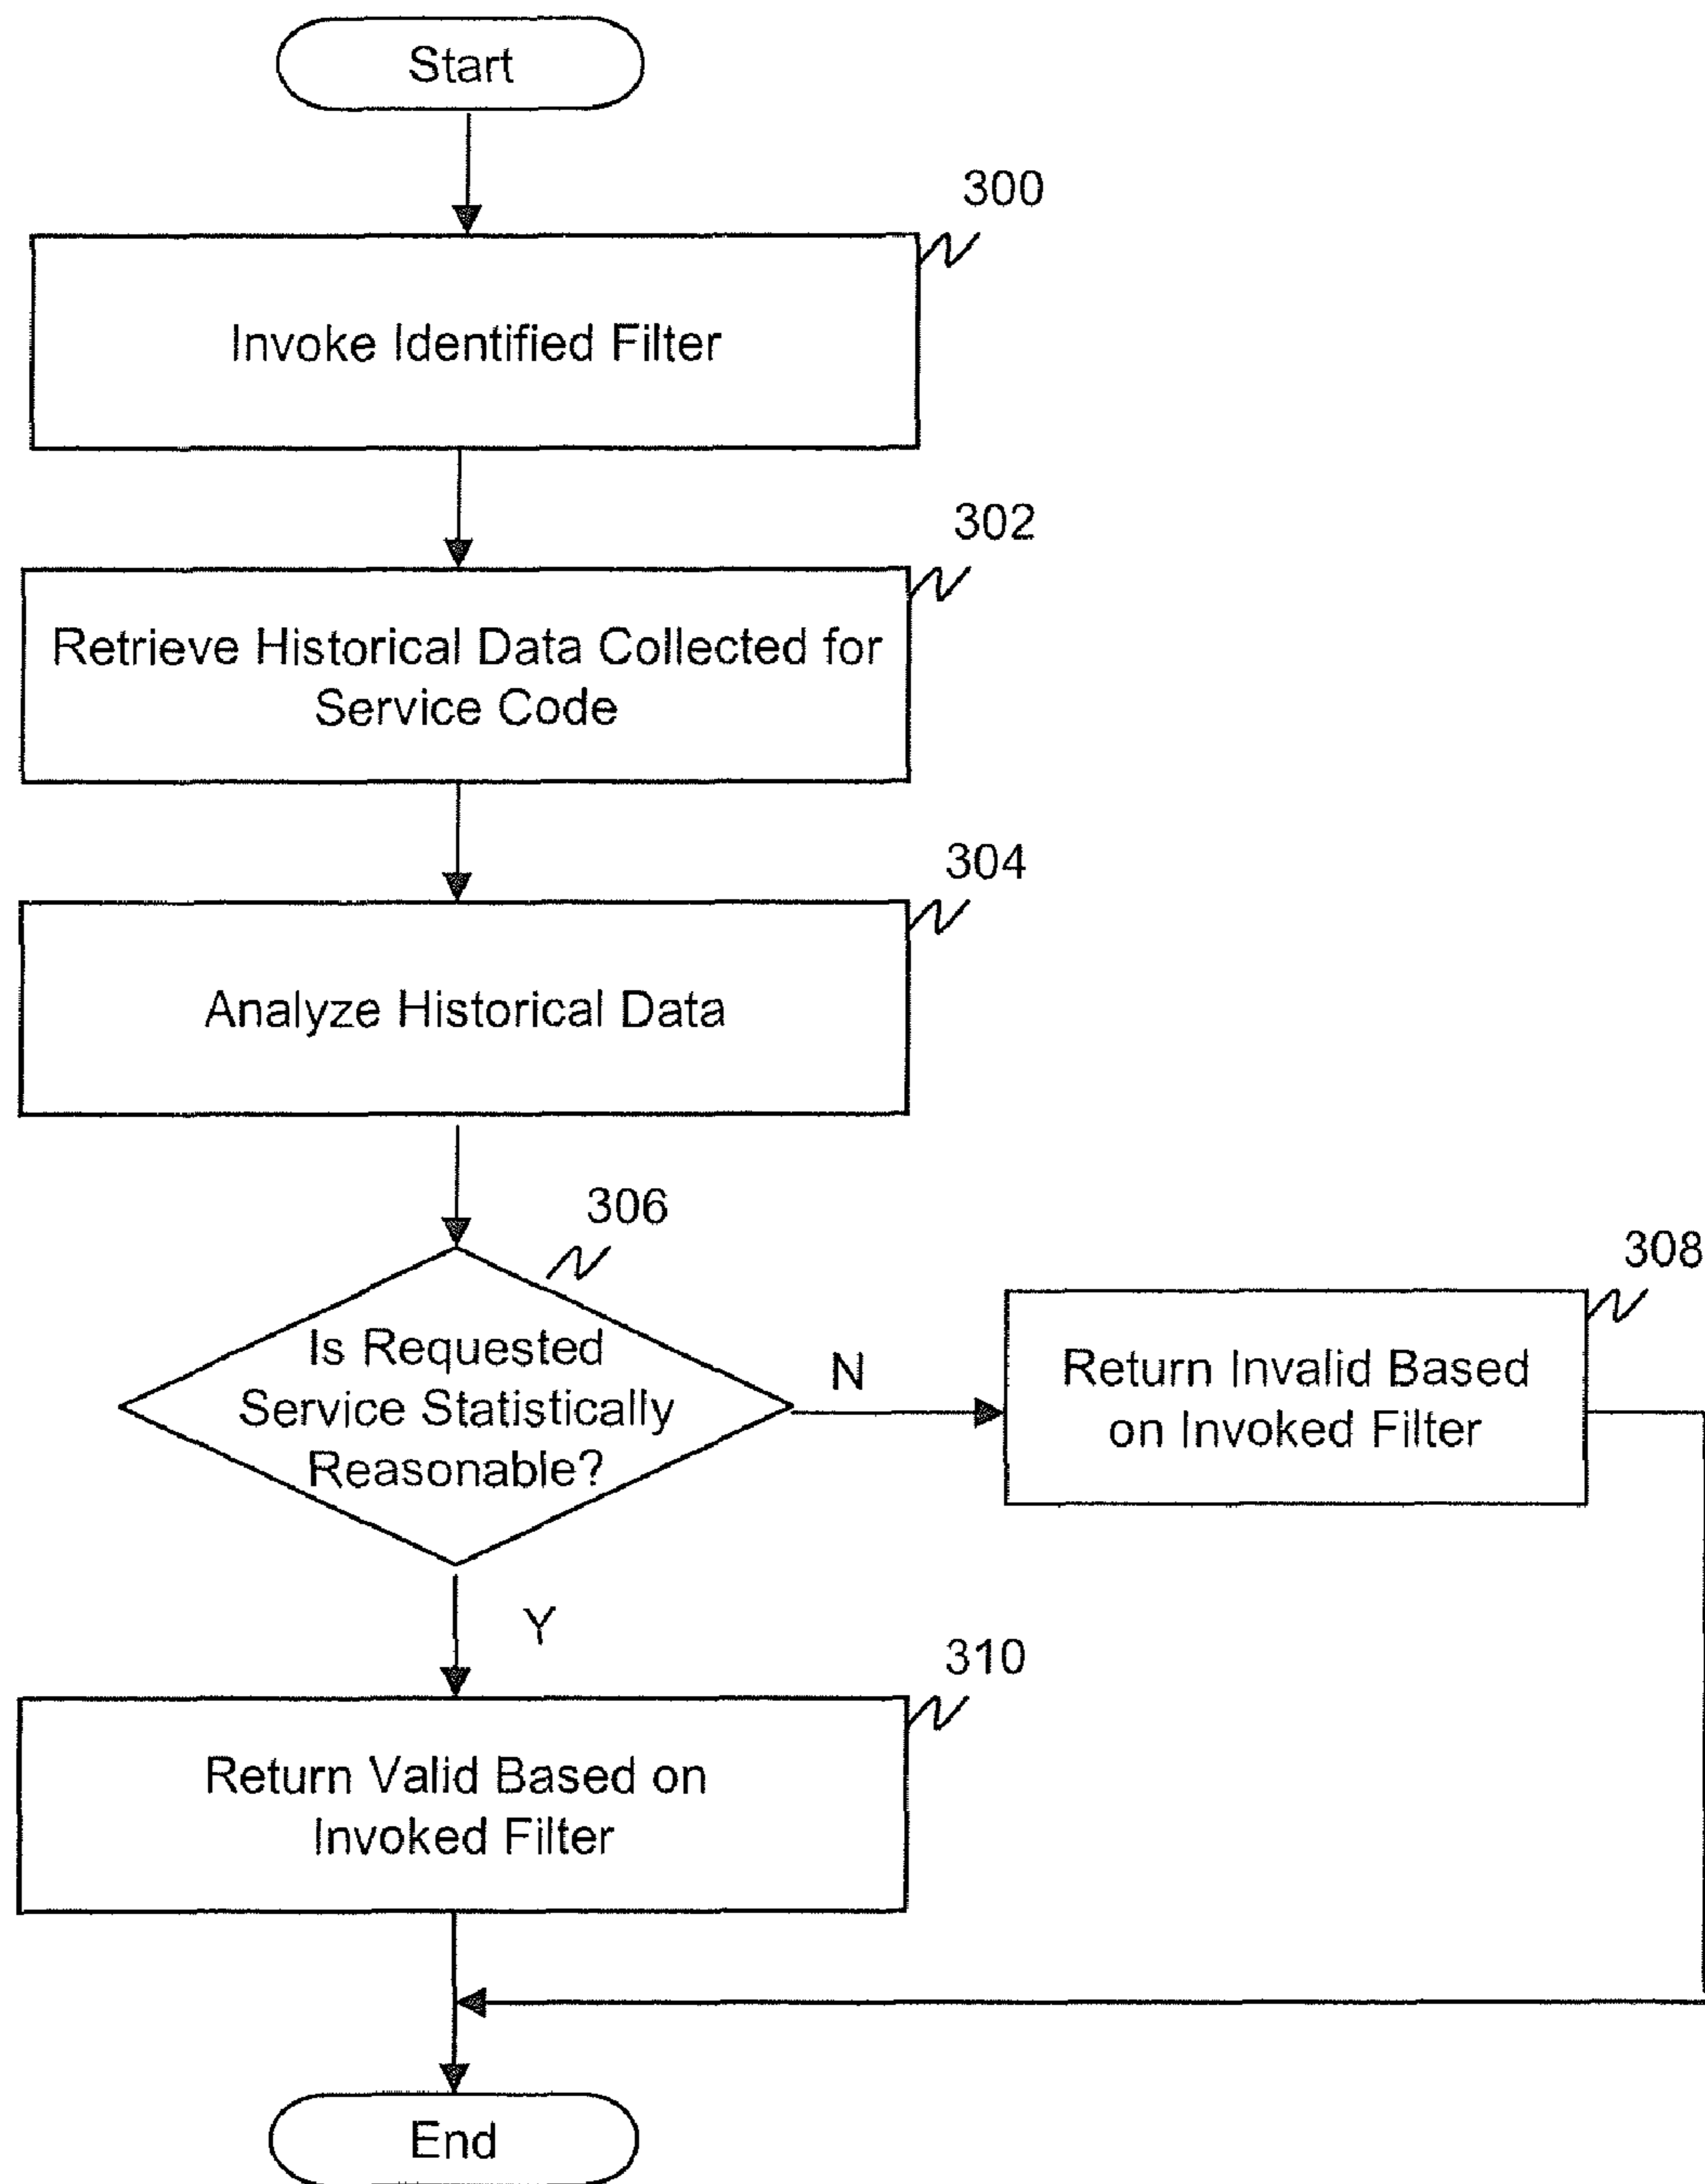 Start
300
Invoke Identified Filter
302
Retrieve Historical Data Collected for
Service Code
304
Analyze Historical Data
306
Is Requested
Service Statistically
Reasonable?
N
308
Return Invalid Based
on Invoked Filter
Y
310
Return Valid Based on
Invoked Filter
End